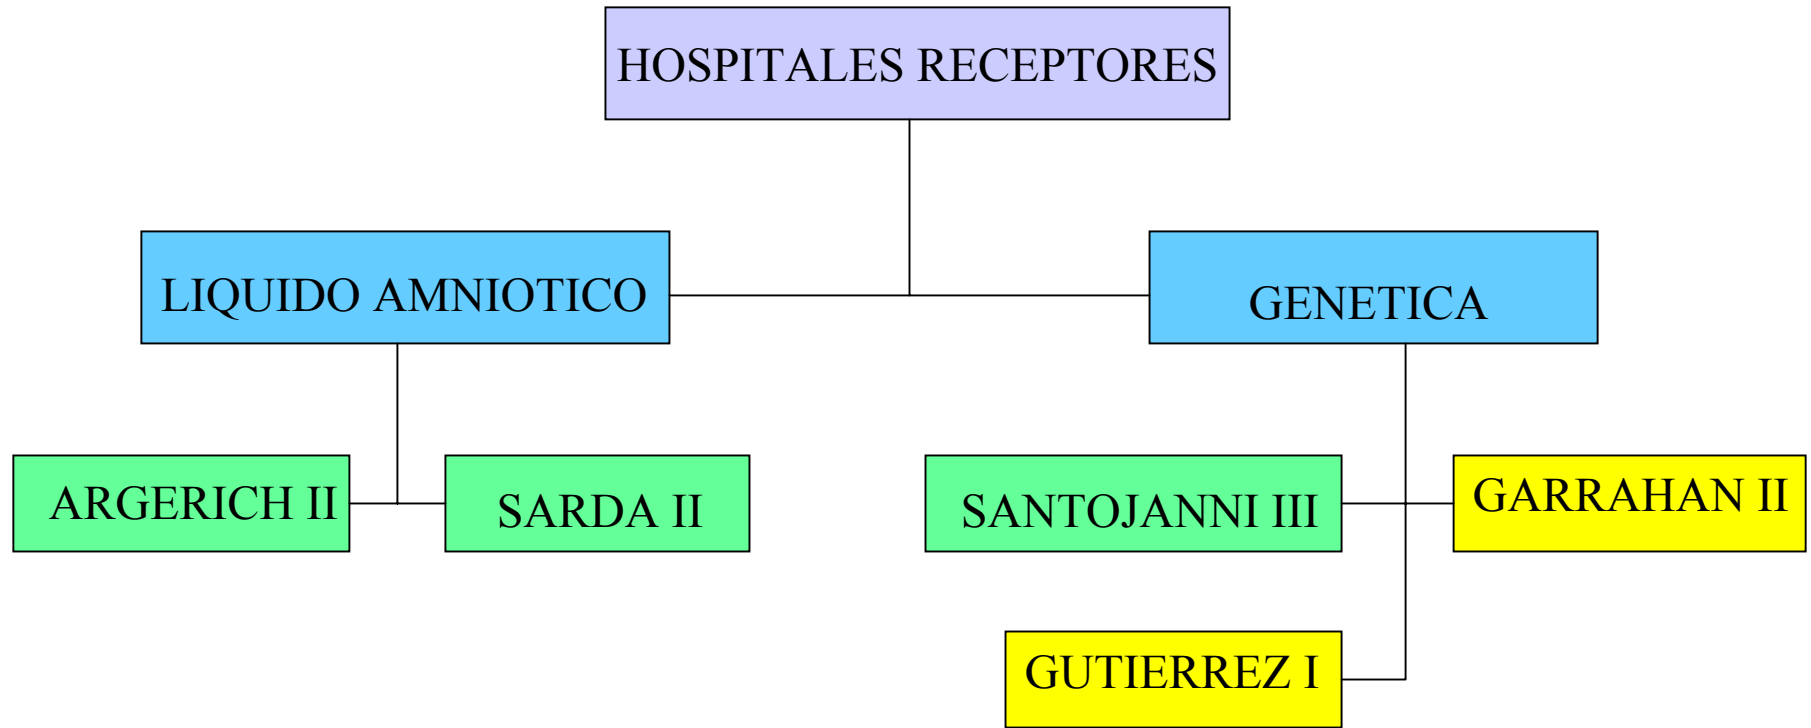 HOSPITALES RECEPTORES
LIQUIDO AMNIOTICO
GENETICA
ARGERICH II
SARDA II
SANTOJANNI III
GARRAHAN II
GUTIERREZ I